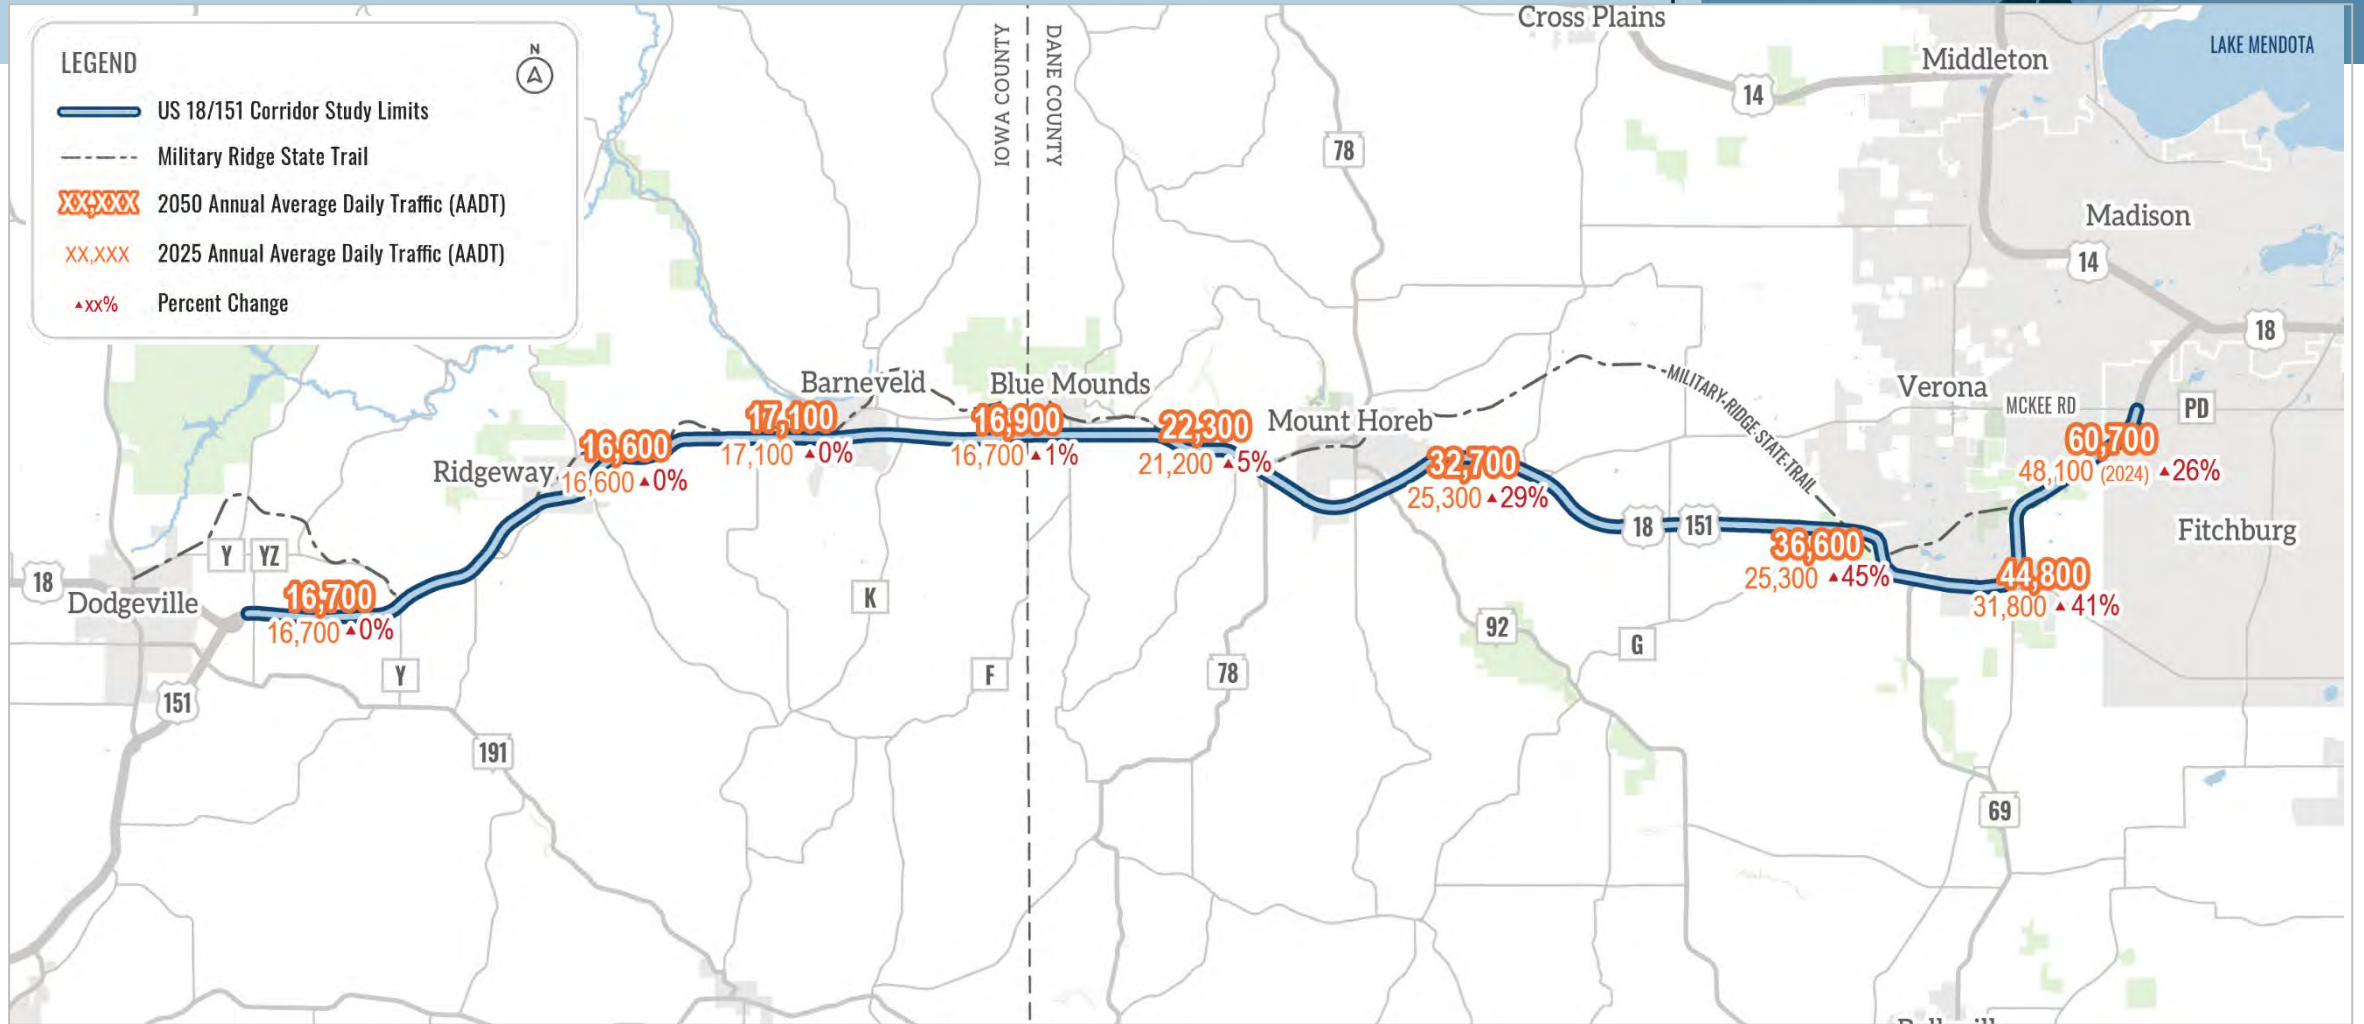 LEGEND
N
US 18/151 Corridor Study Limits
Military Ridge State Trail
XX,XXX 2050 Annual Average Daily Traffic (AADT)
XX,XXX 2025 Annual Average Daily Traffic (AADT)
▲xx% Percent Change
IOWA COUNTY
DANE COUNTY
Cross Plains
Middleton
LAKE MENDOTA
14
78
Madison
14
18
Barneveld
Blue Mounds
Mount Horeb
MILITARY RIDGE STATE TRAIL
Verona
MCKEE RD
PD
17,100
17,100 ▲0%
16,900
16,700 ▲1%
22,300
21,200 ▲5%
60,700
48,100 (2024) ▲26%
Ridgeway
16,600
16,600 ▲0%
32,700
25,300 ▲29%
18
151
36,600
25,300 ▲45%
Fitchburg
44,800
31,800 ▲41%
Y
YZ
18
Dodgeville
16,700
16,700 ▲0%
K
92
G
Y
F
78
151
191
69